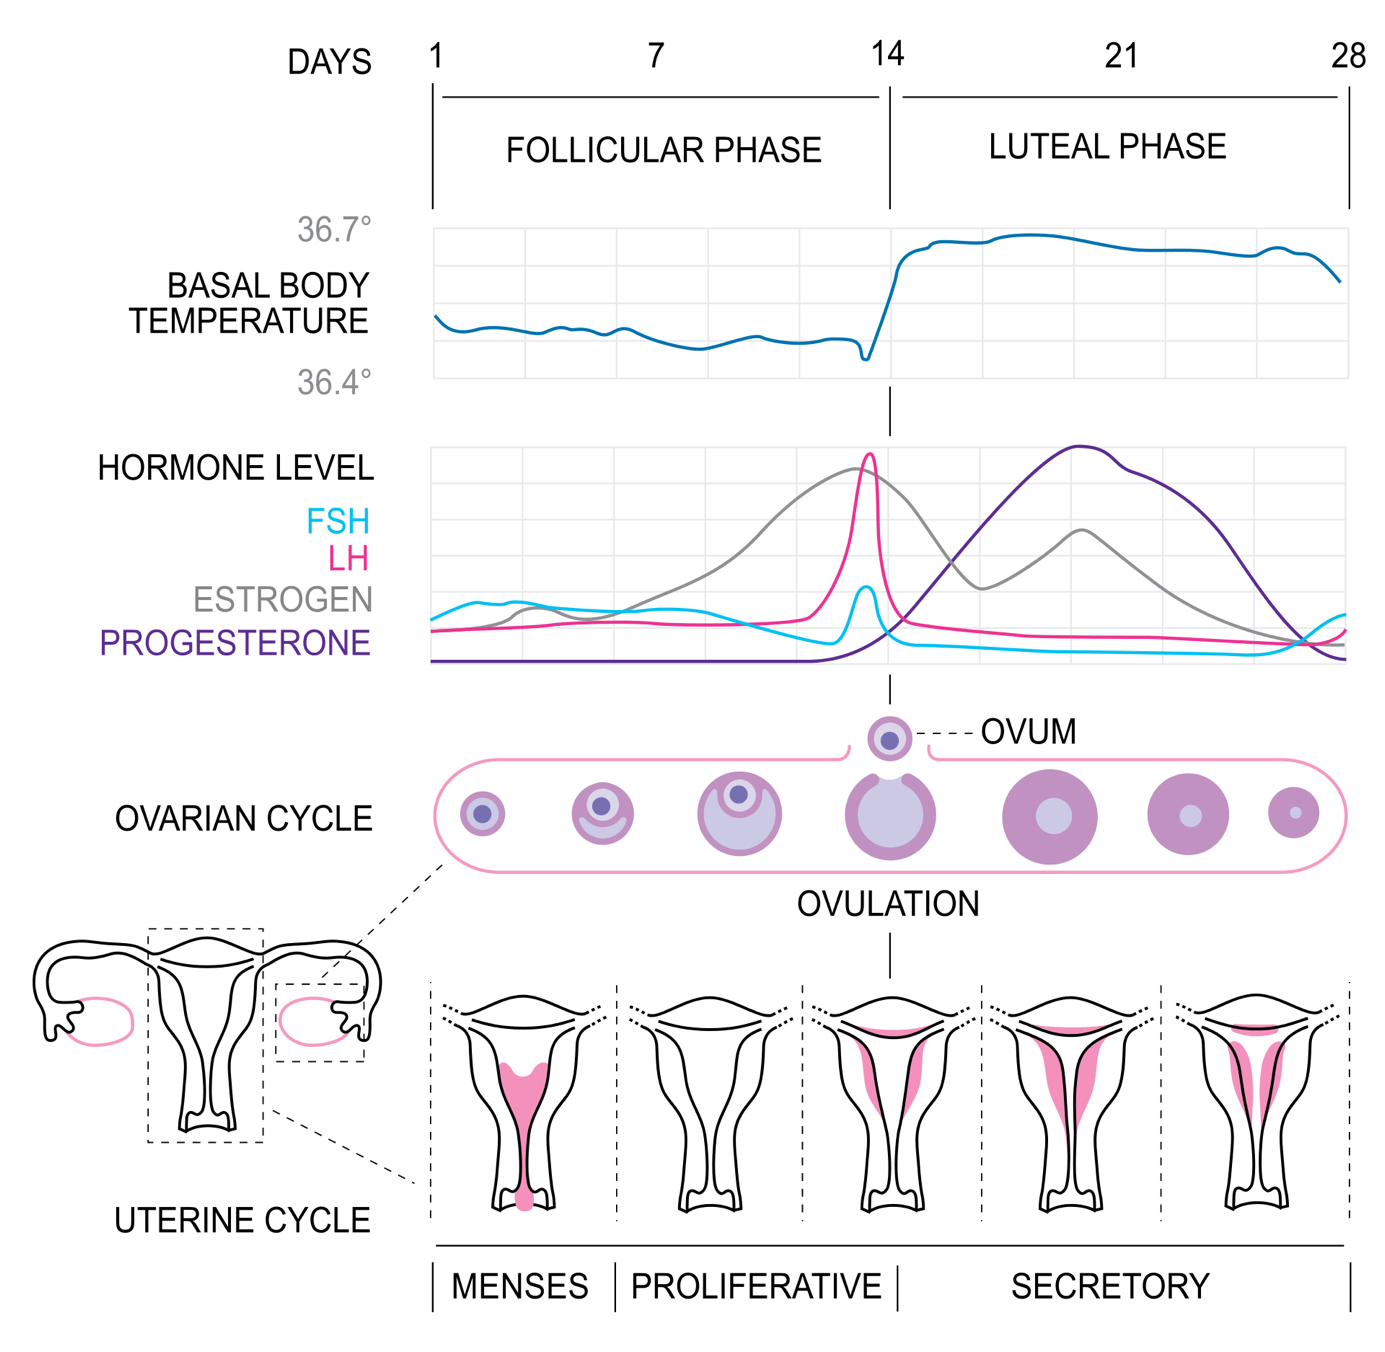 DAYS 1 7 14 21 28
FOLLICULAR PHASE LUTEAL PHASE
36.7°
BASAL BODY
TEMPERATURE
36.4°
HORMONE LEVEL
FSH
LH
ESTROGEN
PROGESTERONE
OVUM
OVARIAN CYCLE
OVULATION
UTERINE CYCLE
MENSES PROLIFERATIVE SECRETORY